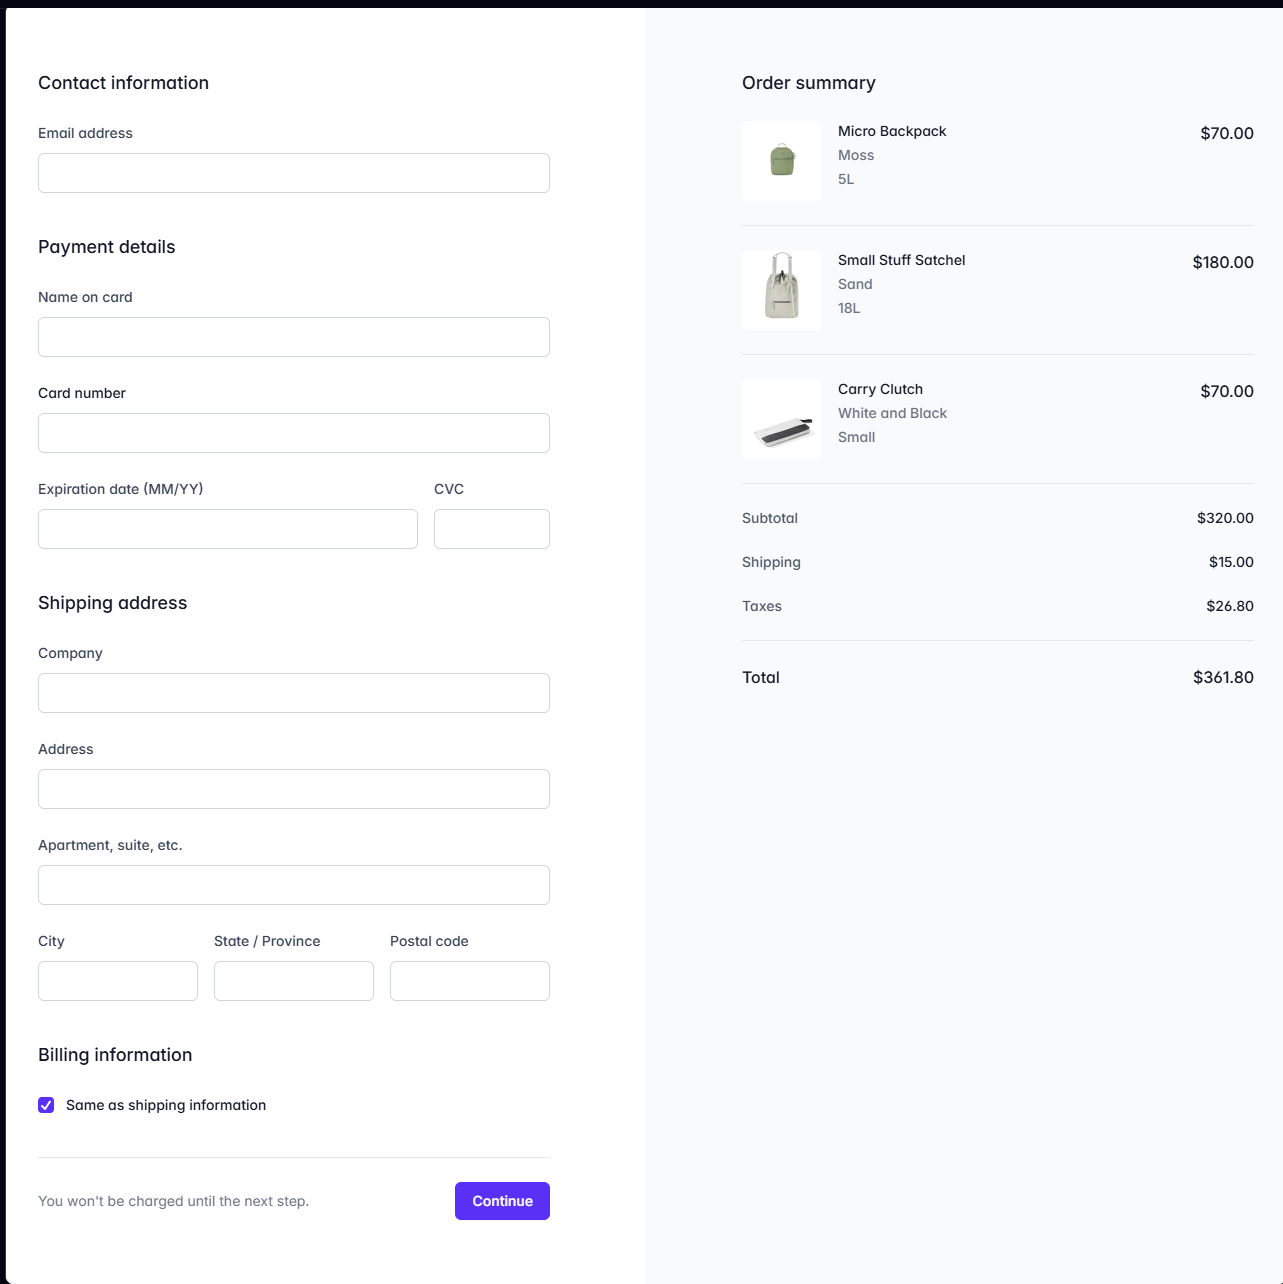 Contact information
Email address
Payment details
Name on card
Card number
Expiration date (MM/YY) CVC
Shipping address
Company
Address
Apartment, suite, etc.
City State / Province Postal code
Billing information
Same as shipping information
You won't be charged until the next step. Continue
Order summary
Micro Backpack $70.00
Moss
5L
Small Stuff Satchel $180.00
Sand
18L
Carry Clutch $70.00
White and Black
Small
Subtotal $320.00
Shipping $15.00
Taxes $26.80
Total $361.80